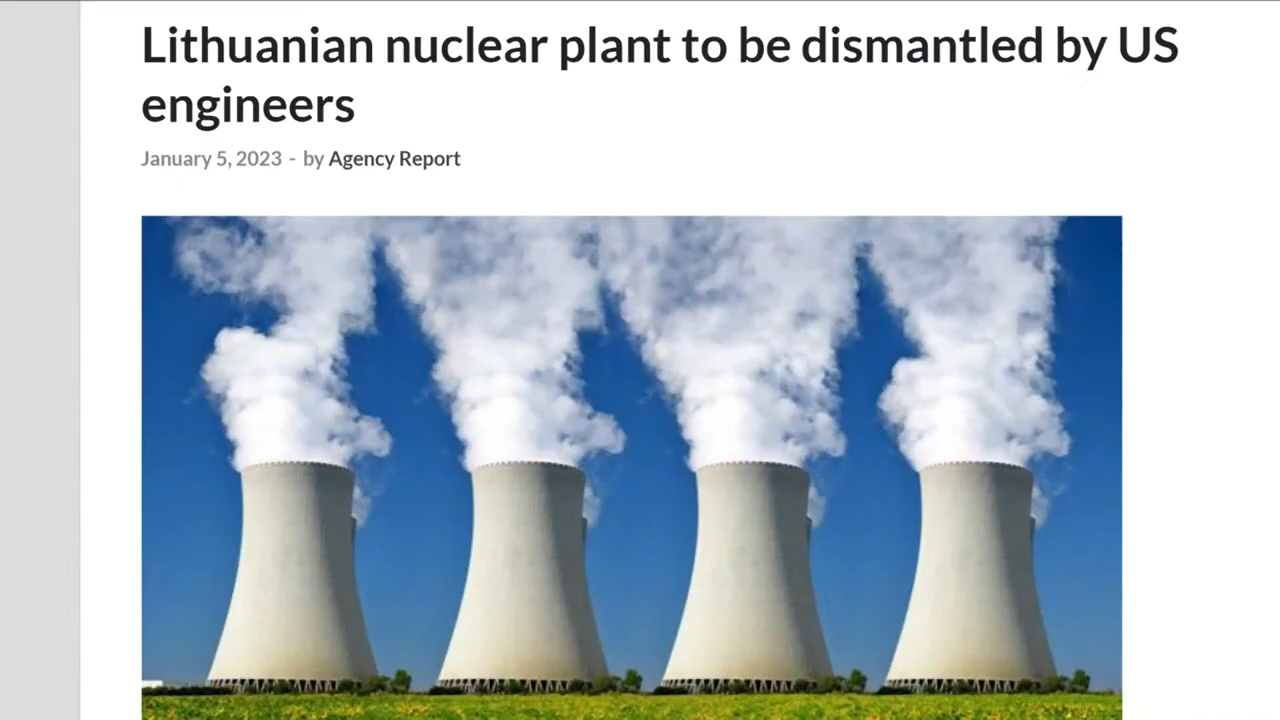 Lithuanian nuclear plant to be dismantled by US
engineers
January 5, 2023 - by Agency Report